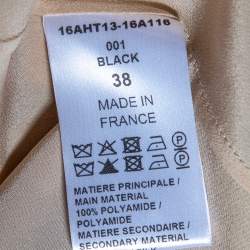 16AHT13-16A116
001
BLACK
38
MADE IN
FRANCE
MATIERE PRINCIPALE /
MAIN MATERIAL
100% POLYAMIDE /
POLYAMIDE
MATIERE SECONDAIRE /
SECONDARY MATERIAL